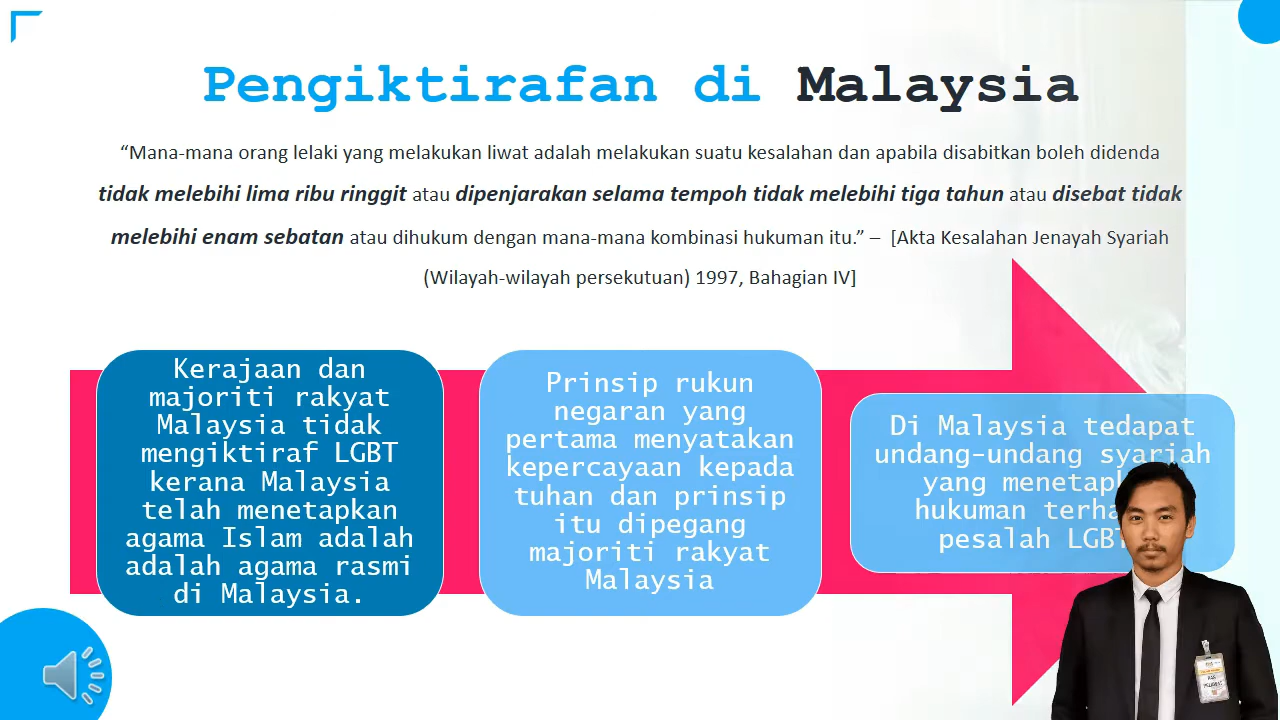 Pengiktirafan di Malaysia
“Mana-mana orang lelaki yang melakukan liwat adalah melakukan suatu kesalahan dan apabila disabitkan boleh didenda
tidak melebihi lima ribu ringgit atau dipenjarakan selama tempoh tidak melebihi tiga tahun atau disebat tidak
melebihi enam sebatan atau dihukum dengan mana-mana kombinasi hukuman itu.” – [Akta Kesalahan Jenayah Syariah
(Wilayah-wilayah persekutuan) 1997, Bahagian IV]
Kerajaan dan
majoriti rakyat
Malaysia tidak
mengiktiraf LGBT
kerana Malaysia
telah menetapkan
agama Islam adalah
adalah agama rasmi
di Malaysia.
Prinsip rukun
negaran yang
pertama menyatakan
kepercayaan kepada
tuhan dan prinsip
itu dipegang
majoriti rakyat
Malaysia
Di Malaysia tedapat
undang-undang syariah
yang
hukuman
pesalah